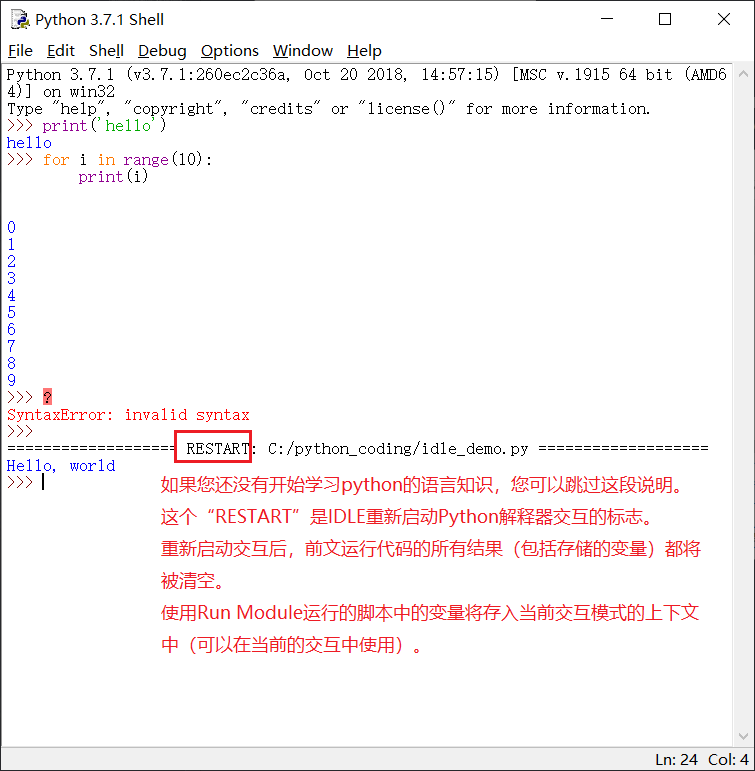 Python 3.7.1 Shell
File Edit Shell Debug Options Window Help
Python 3.7.1 (v3.7.1:260ec2c36a, Oct 20 2018, 14:57:15) [MSC v.1915 64 bit (AMD6
4)] on win32
Type "help", "copyright", "credits" or "license()" for more information.
>>> print('hello')
hello
>>> for i in range(10):
        print(i)
0
1
2
3
4
5
6
7
8
9
>>> ?
SyntaxError: invalid syntax
>>>
=================== RESTART: C:/python_coding/idle_demo.py ===================
Hello, world
>>>
如果您还没有开始学习python的语言知识，您可以跳过这段说明。
这个“RESTART”是IDLE重新启动Python解释器交互的标志。
重新启动交互后，前文运行代码的所有结果（包括存储的变量）都将
被清空。
使用Run Module运行的脚本中的变量将存入当前交互模式的上下文
中（可以在当前的交互中使用）。
Ln: 24 Col: 4